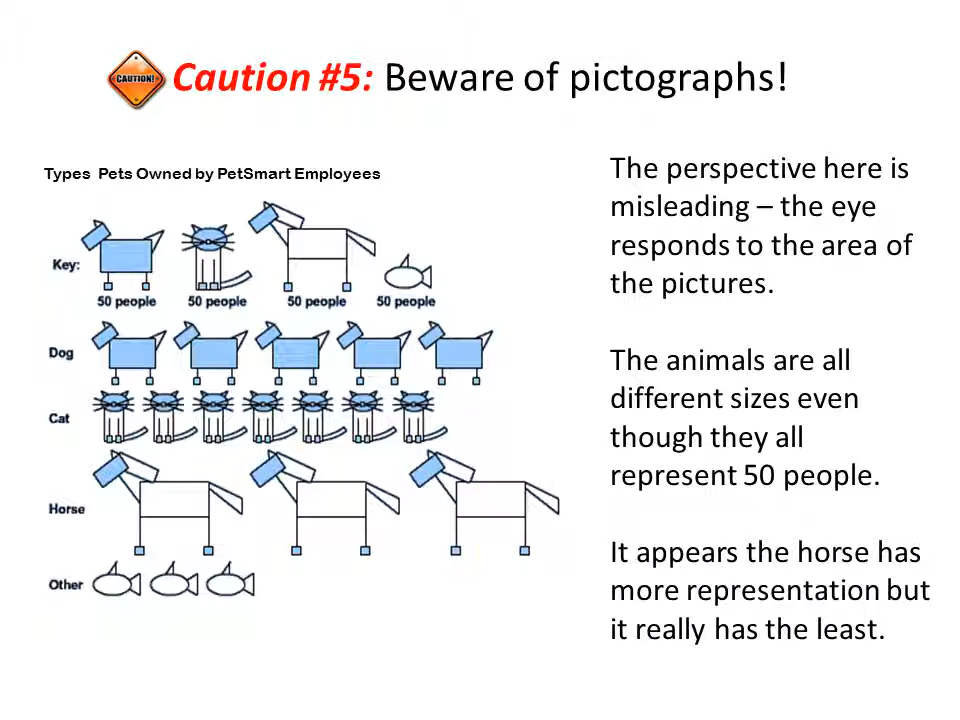 CAUTION!
Caution #5: Beware of pictographs!
Types Pets Owned by PetSmart Employees
Key:
50 people 50 people 50 people 50 people
Dog
Cat
Horse
Other
The perspective here is
misleading – the eye
responds to the area of
the pictures.
The animals are all
different sizes even
though they all
represent 50 people.
It appears the horse has
more representation but
it really has the least.